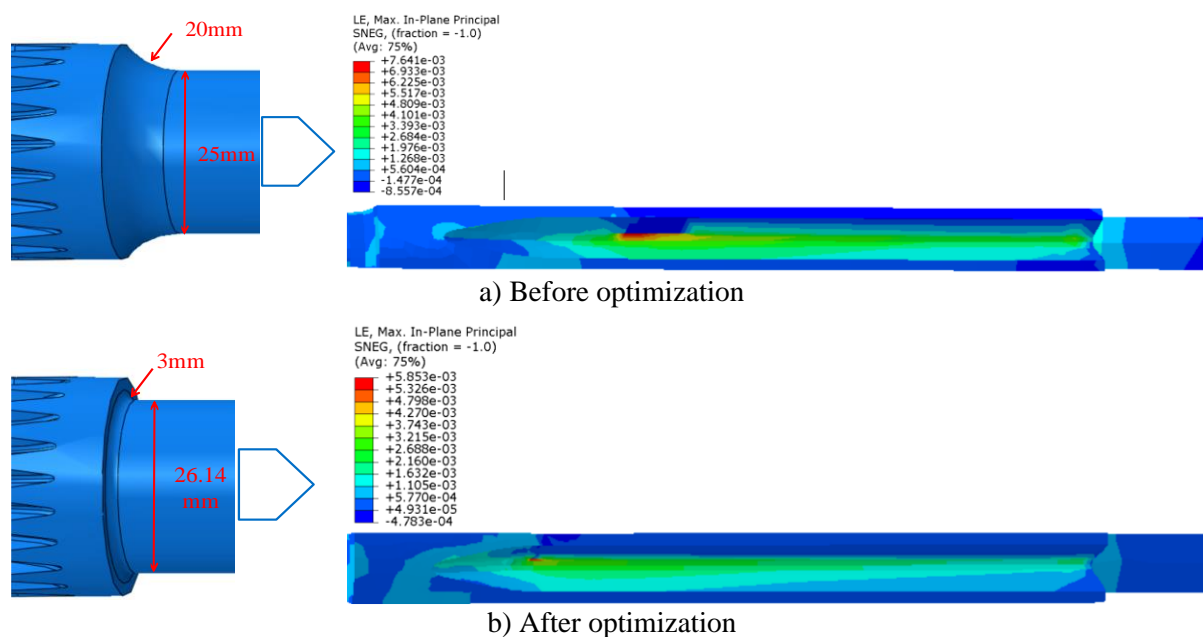 20mm
25mm
LE, Max. In-Plane Principal
SNEG, (fraction = -1.0)
(Avg: 75%)
+7.641e-03
+6.933e-03
+6.225e-03
+5.517e-03
+4.809e-03
+4.101e-03
+3.393e-03
+2.684e-03
+1.976e-03
+1.268e-03
+5.604e-04
-1.477e-04
-8.557e-04
a) Before optimization
3mm
26.14
mm
LE, Max. In-Plane Principal
SNEG, (fraction = -1.0)
(Avg: 75%)
+5.853e-03
+5.326e-03
+4.798e-03
+4.270e-03
+3.743e-03
+3.215e-03
+2.688e-03
+2.160e-03
+1.632e-03
+1.105e-03
+5.770e-04
+4.931e-05
-4.783e-04
b) After optimization